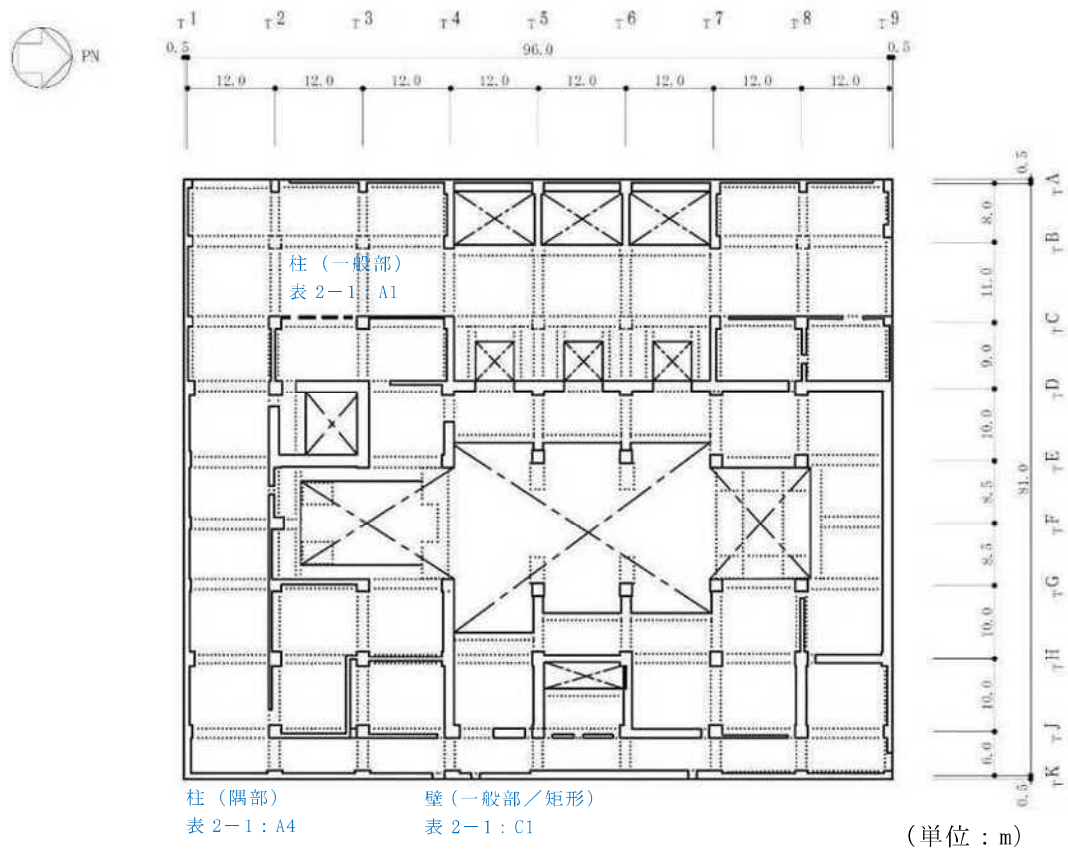 PN
T1 T2 T3 T4 T5 T6 T7 T8 T9
0.5 96.0 0.5
12.0 12.0 12.0 12.0 12.0 12.0 12.0 12.0
0.5
TA
8.0
TB
11.0
TC
9.0
TD
10.0
TE
8.5
81.0
TF
8.5
TG
10.0
TH
10.0
TJ
6.0
TK
0.5
柱（一般部）
表 2－1：A1
柱（隅部）
表 2－1：A4
壁（一般部／矩形）
表 2－1：C1
（単位：m）